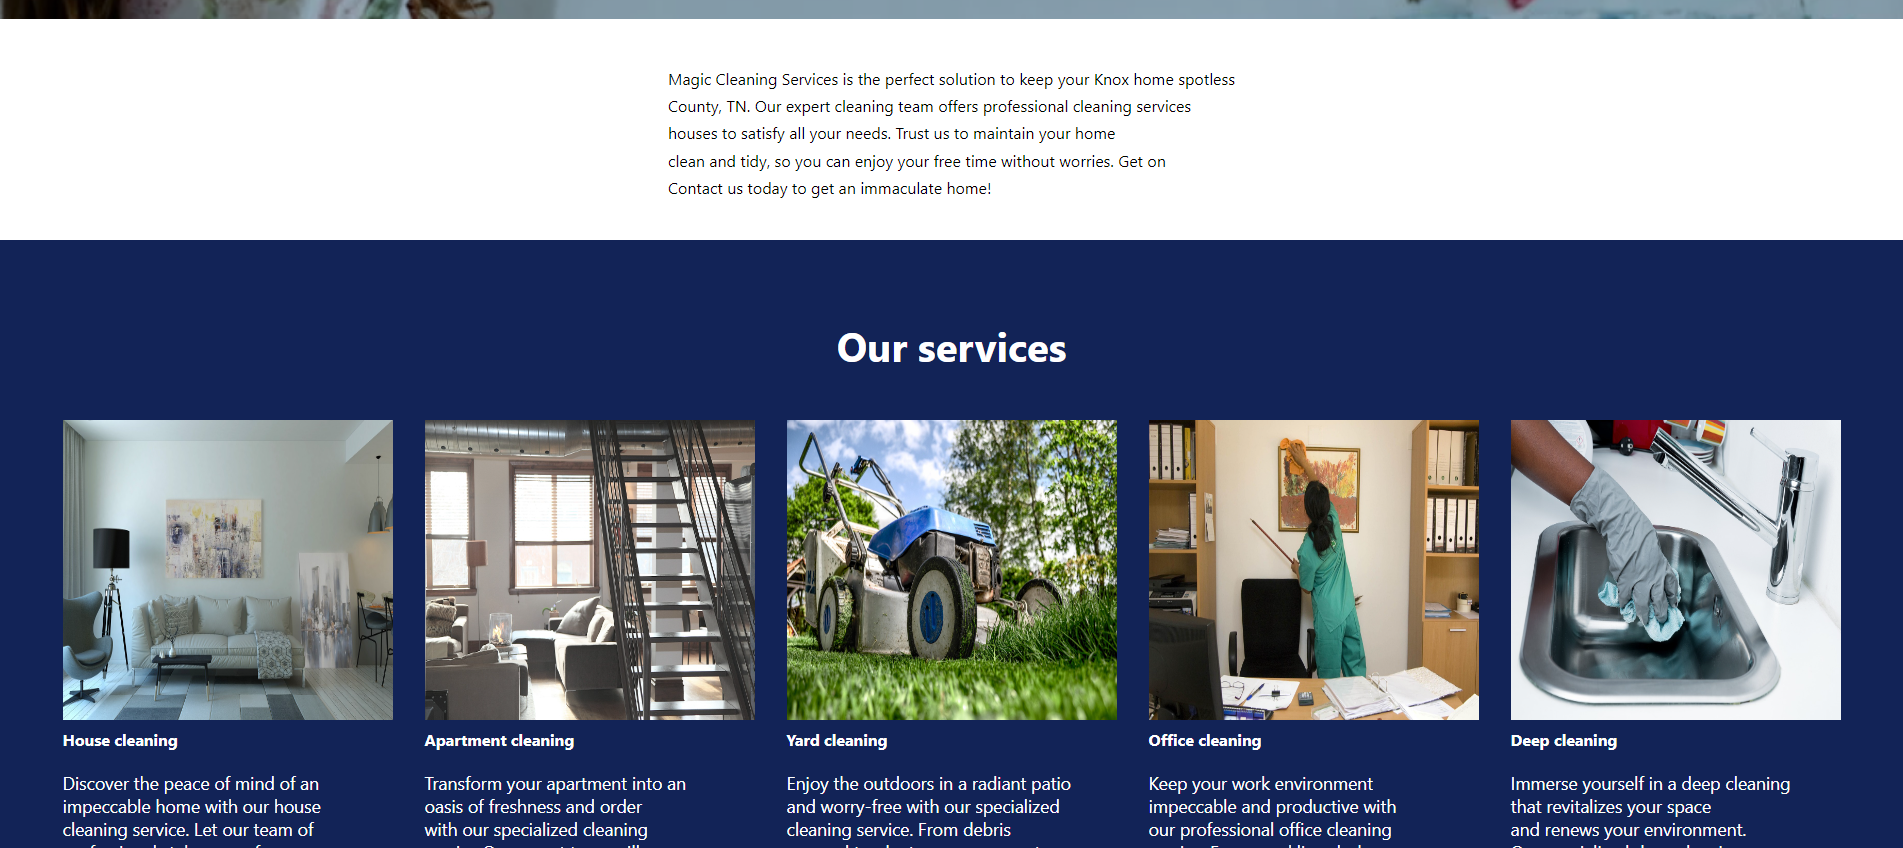 Magic Cleaning Services is the perfect solution to keep your Knox home spotless
County, TN. Our expert cleaning team offers professional cleaning services
houses to satisfy all your needs. Trust us to maintain your home
clean and tidy, so you can enjoy your free time without worries. Get on
Contact us today to get an immaculate home!
Our services
House cleaning
Discover the peace of mind of an
impeccable home with our house
cleaning service. Let our team of
Apartment cleaning
Transform your apartment into an
oasis of freshness and order
with our specialized cleaning
Yard cleaning
Enjoy the outdoors in a radiant patio
and worry-free with our specialized
cleaning service. From debris
Office cleaning
Keep your work environment
impeccable and productive with
our professional office cleaning
Deep cleaning
Immerse yourself in a deep cleaning
that revitalizes your space
and renews your environment.